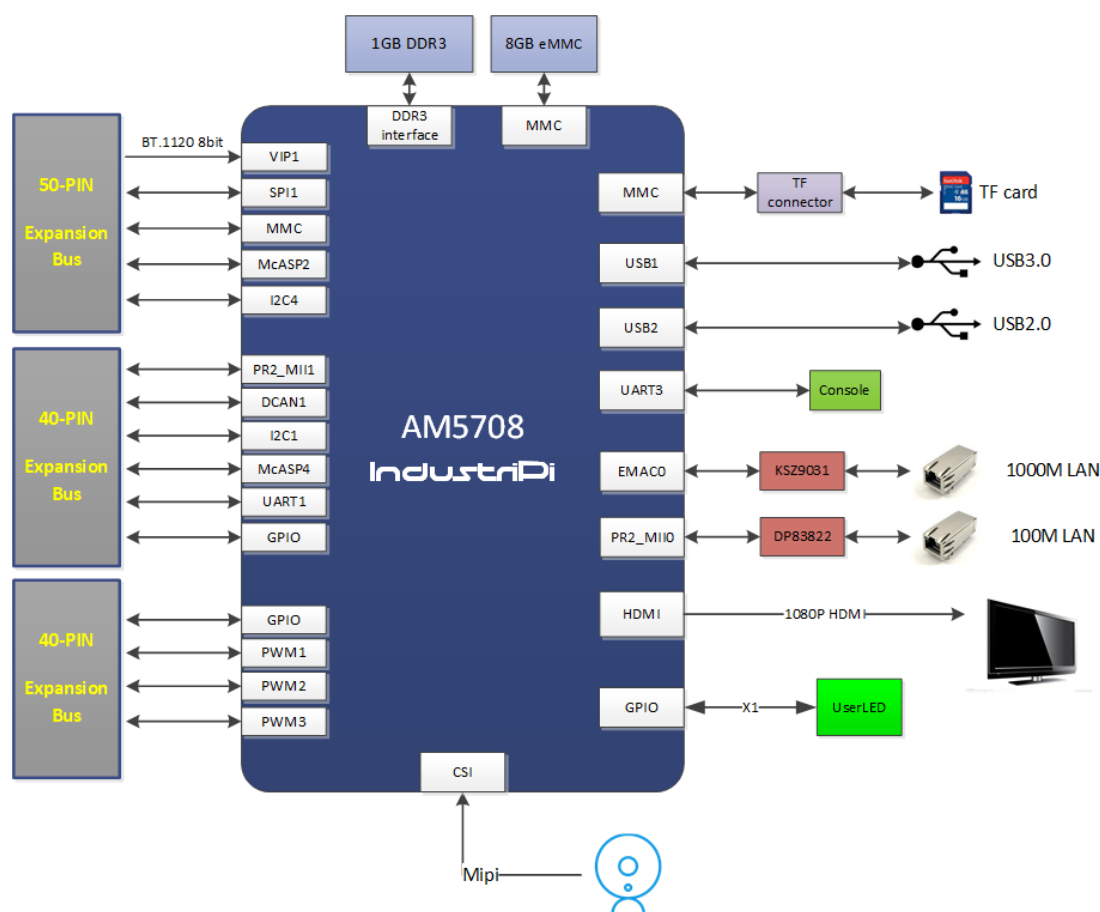 1GB DDR3
8GB eMMC
DDR3
interface
MMC
50-PIN
Expansion
Bus
BT.1120 8bit
VIP1
SPI1
MMC
McASP2
I2C4
40-PIN
Expansion
Bus
PR2_MII1
DCAN1
I2C1
McASP4
UART1
GPIO
40-PIN
Expansion
Bus
GPIO
PWM1
PWM2
PWM3
AM5708
IndustriPi
MMC
TF
connector
TF card
USB1
USB3.0
USB2
USB2.0
UART3
Console
EMAC0
KSZ9031
1000M LAN
PR2_MII0
DP83822
100M LAN
HDMI
1080P HDMI
GPIO
X1
UserLED
CSI
Mipi